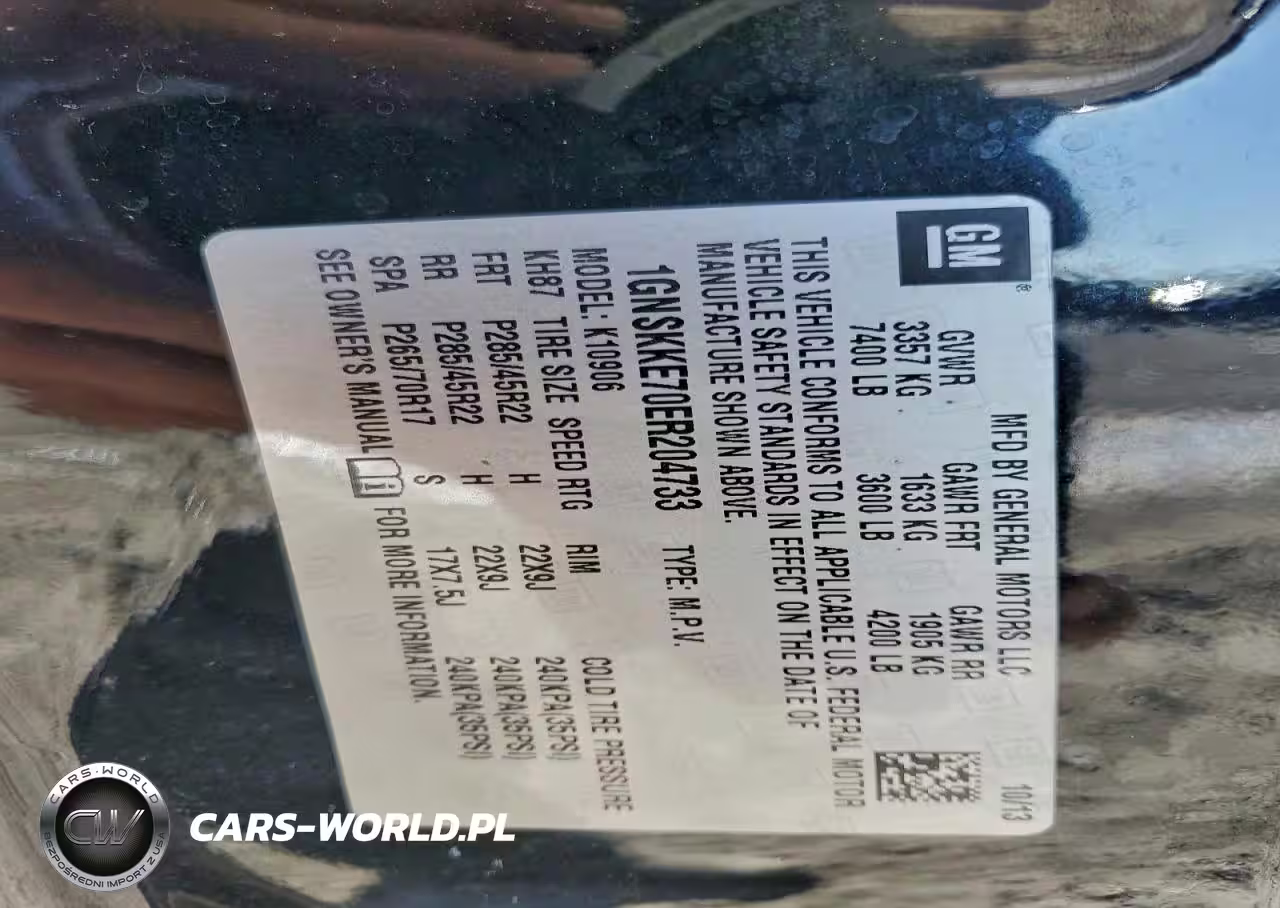 GM®
MFD BY GENERAL MOTORS LLC 10/13
GVWR GAWR FRT GAWR RR
3357 KG 1633 KG 1905 KG
7400 LB 3600 LB 4200 LB
THIS VEHICLE CONFORMS TO ALL APPLICABLE U.S. FEDERAL MOTOR
VEHICLE SAFETY STANDARDS IN EFFECT ON THE DATE OF
MANUFACTURE SHOWN ABOVE.
1GNSKKE70ER204733 TYPE: M.P.V.
MODEL: K10906
KH87 TIRE SIZE SPEED RTG RIM COLD TIRE PRESSURE
FRT P285/45R22 H 22X9J 240KPA(35PSI)
RR P285/45R22 H 22X9J 240KPA(35PSI)
SPA P265/70R17 S 17X7.5J 240KPA(35PSI)
SEE OWNER'S MANUAL FOR MORE INFORMATION.
CARS-WORLD
CW
BEZPOŚREDNI IMPORT Z USA
CARS-WORLD.PL